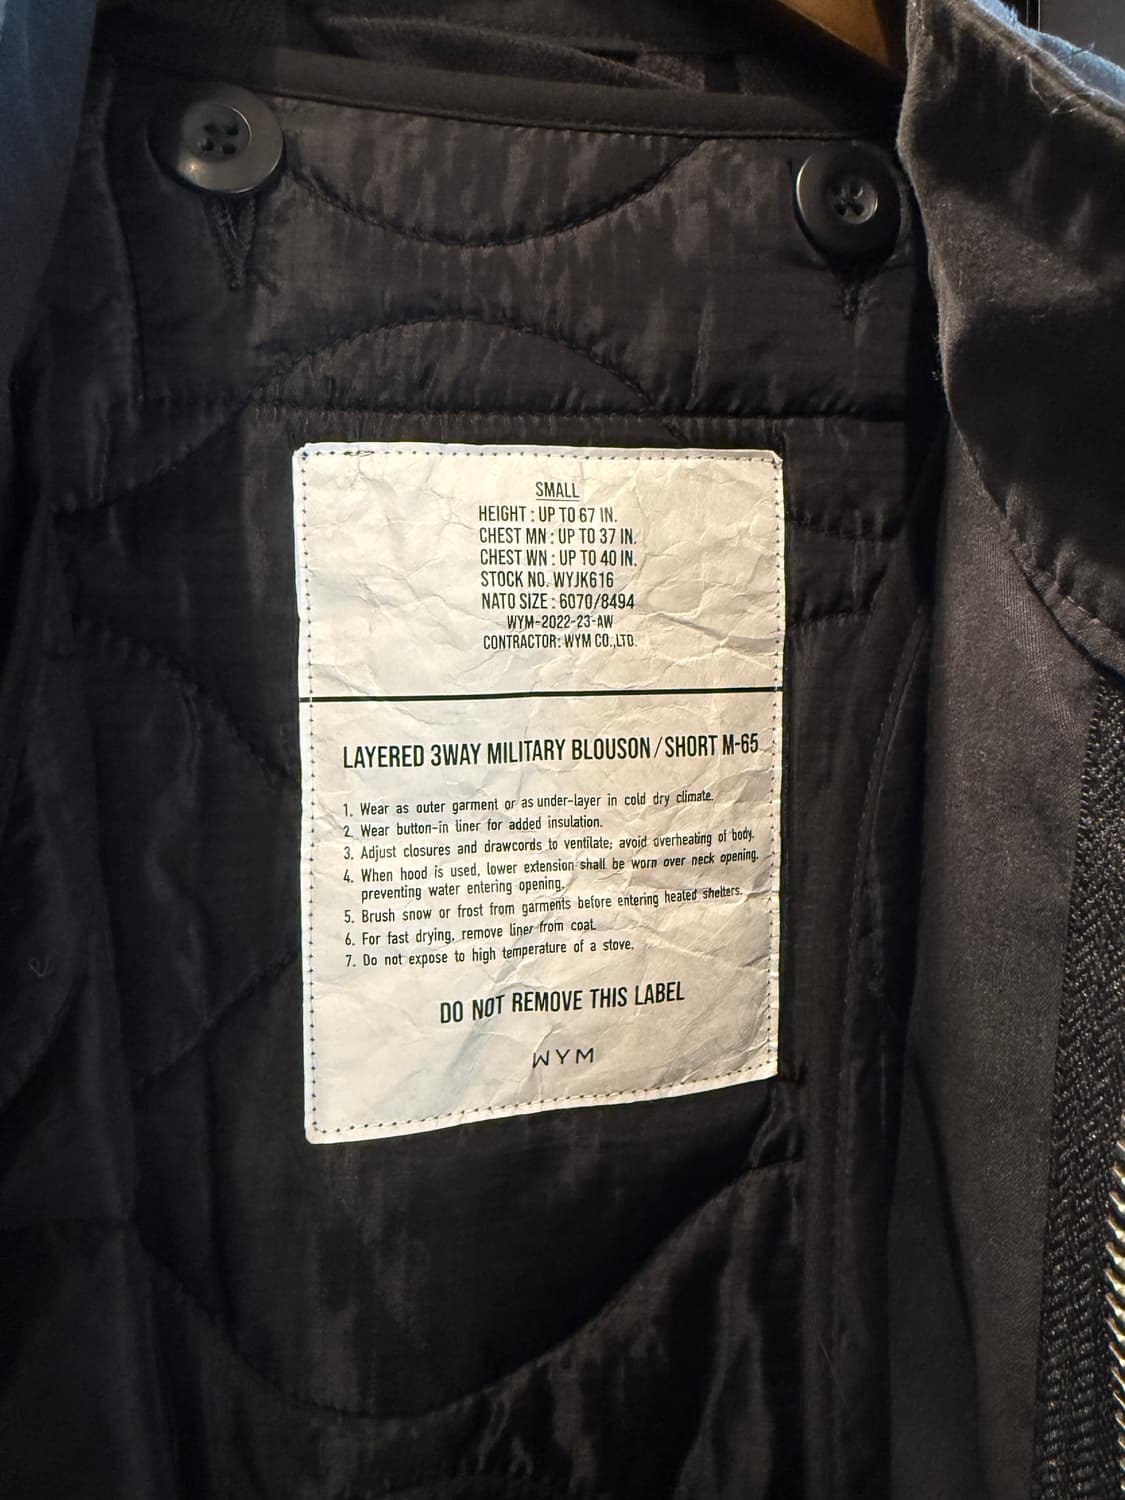 SMALL
HEIGHT : UP TO 67 IN.
CHEST MN : UP TO 37 IN.
CHEST WN : UP TO 40 IN.
STOCK NO. WYJK616
NATO SIZE : 6070/8494
WYM-2022-23-AW
CONTRACTOR: WYM CO.,LTD.
LAYERED 3WAY MILITARY BLOUSON / SHORT M-65
1. Wear as outer garment or as under-layer in cold dry climate.
2. Wear button-in liner for added insulation.
3. Adjust closures and drawcords to ventilate; avoid overheating of body.
4. When hood is used, lower extension shall be worn over neck opening.
preventing water entering opening.
5. Brush snow or frost from garments before entering heated shelters.
6. For fast drying, remove liner from coat.
7. Do not expose to high temperature of a stove.
DO NOT REMOVE THIS LABEL
WYM